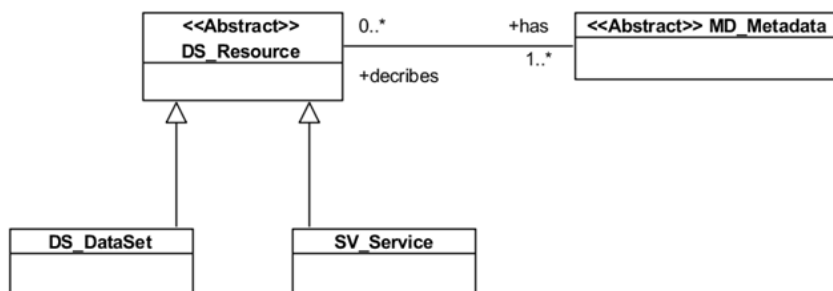 <<Abstract>>
DS_Resource
0..*
+has
1..*
+decribes
<<Abstract>> MD_Metadata
DS_DataSet
SV_Service